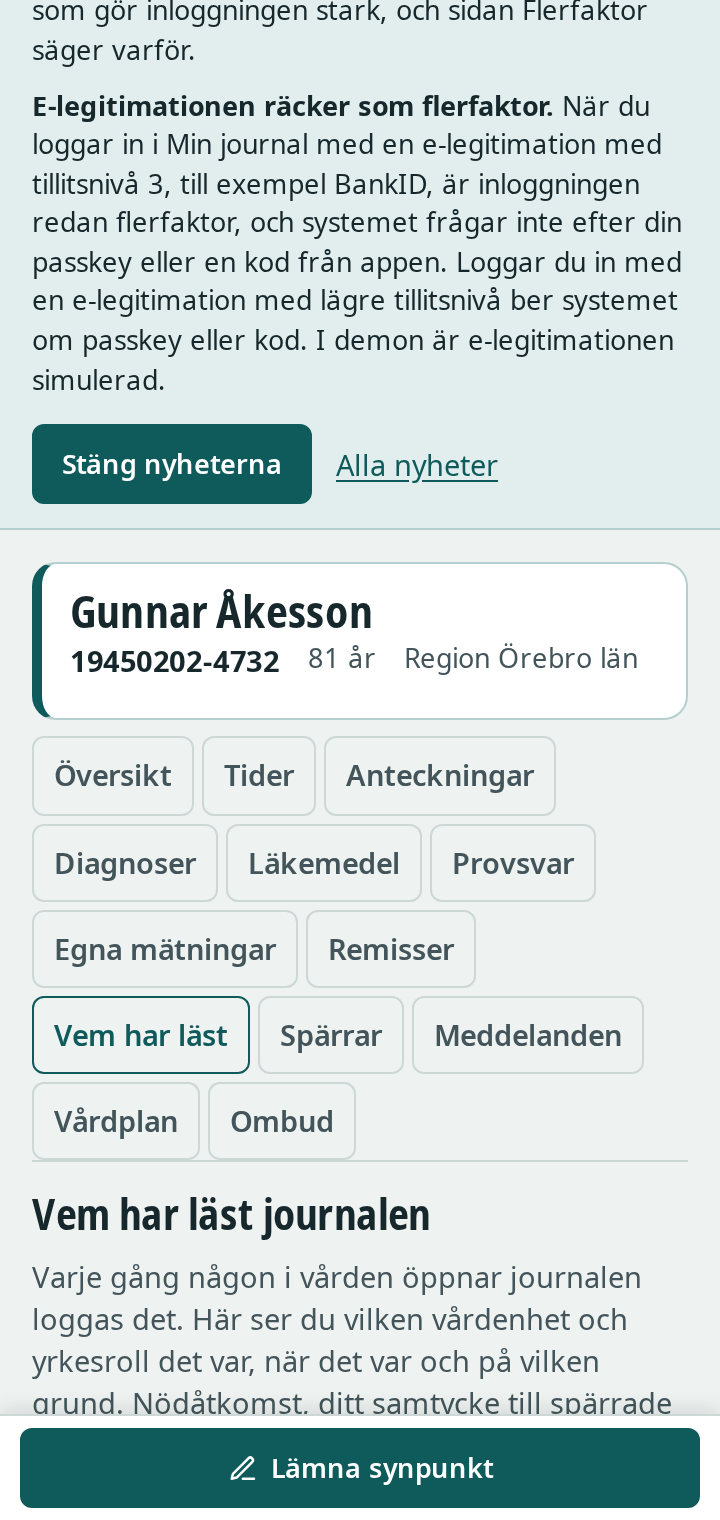 som gör inloggningen stark, och sidan Flerfaktor
säger varför.
E-legitimationen räcker som flerfaktor. När du
loggar in i Min journal med en e-legitimation med
tillitsnivå 3, till exempel BankID, är inloggningen
redan flerfaktor, och systemet frågar inte efter din
passkey eller en kod från appen. Loggar du in med
en e-legitimation med lägre tillitsnivå ber systemet
om passkey eller kod. I demon är e-legitimationen
simulerad.
Stäng nyheterna Alla nyheter
Gunnar Åkesson
19450202-4732 81 år Region Örebro län
Översikt Tider Anteckningar
Diagnoser Läkemedel Provsvar
Egna mätningar Remisser
Vem har läst Spärrar Meddelanden
Vårdplan Ombud
Vem har läst journalen
Varje gång någon i vården öppnar journalen
loggas det. Här ser du vilken vårdenhet och
yrkesroll det var, när det var och på vilken
grund. Nödåtkomst, ditt samtycke till spärrade
Lämna synpunkt